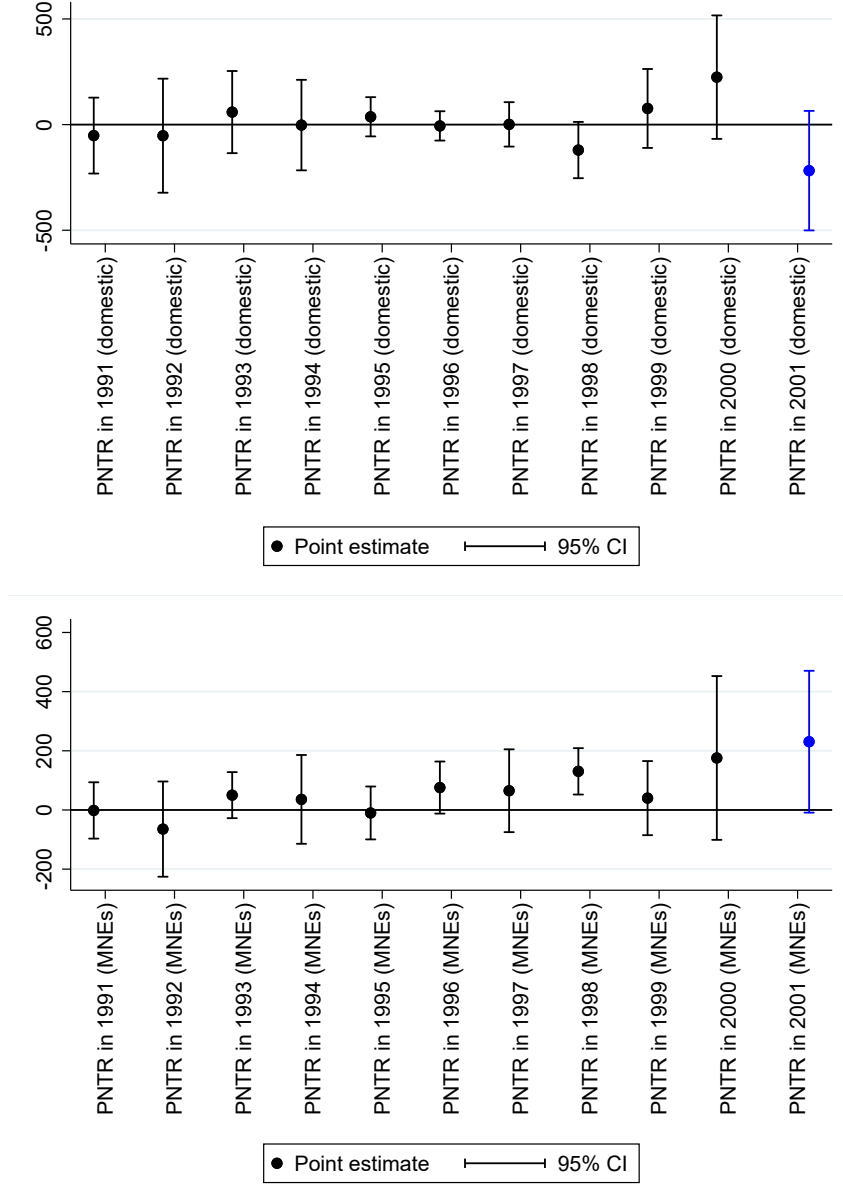 500
0
-500
PNTR in 1991 (domestic)
PNTR in 1992 (domestic)
PNTR in 1993 (domestic)
PNTR in 1994 (domestic)
PNTR in 1995 (domestic)
PNTR in 1996 (domestic)
PNTR in 1997 (domestic)
PNTR in 1998 (domestic)
PNTR in 1999 (domestic)
PNTR in 2000 (domestic)
PNTR in 2001 (domestic)
Point estimate 95% CI
600
400
200
0
-200
PNTR in 1991 (MNEs)
PNTR in 1992 (MNEs)
PNTR in 1993 (MNEs)
PNTR in 1994 (MNEs)
PNTR in 1995 (MNEs)
PNTR in 1996 (MNEs)
PNTR in 1997 (MNEs)
PNTR in 1998 (MNEs)
PNTR in 1999 (MNEs)
PNTR in 2000 (MNEs)
PNTR in 2001 (MNEs)
Point estimate 95% CI